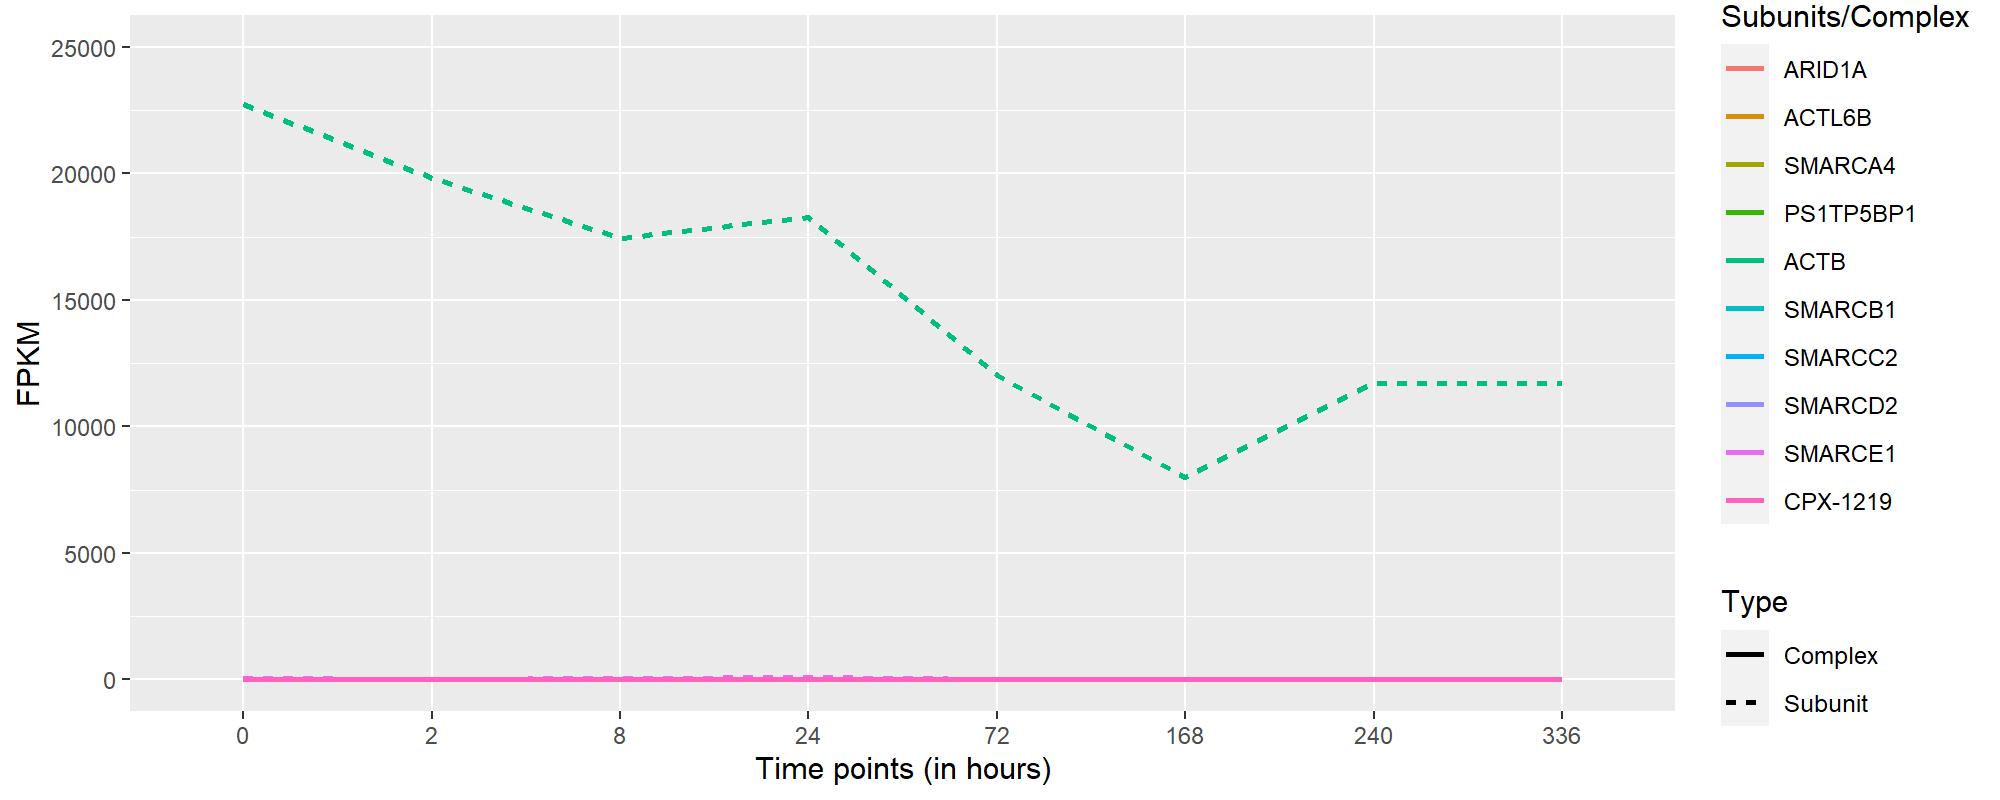 25000
20000
15000
10000
5000
0
FPKM
0 2 8 24 72 168 240 336
Time points (in hours)
Subunits/Complex
ARID1A
ACTL6B
SMARCA4
PS1TP5BP1
ACTB
SMARCB1
SMARCC2
SMARCD2
SMARCE1
CPX-1219
Type
Complex
Subunit